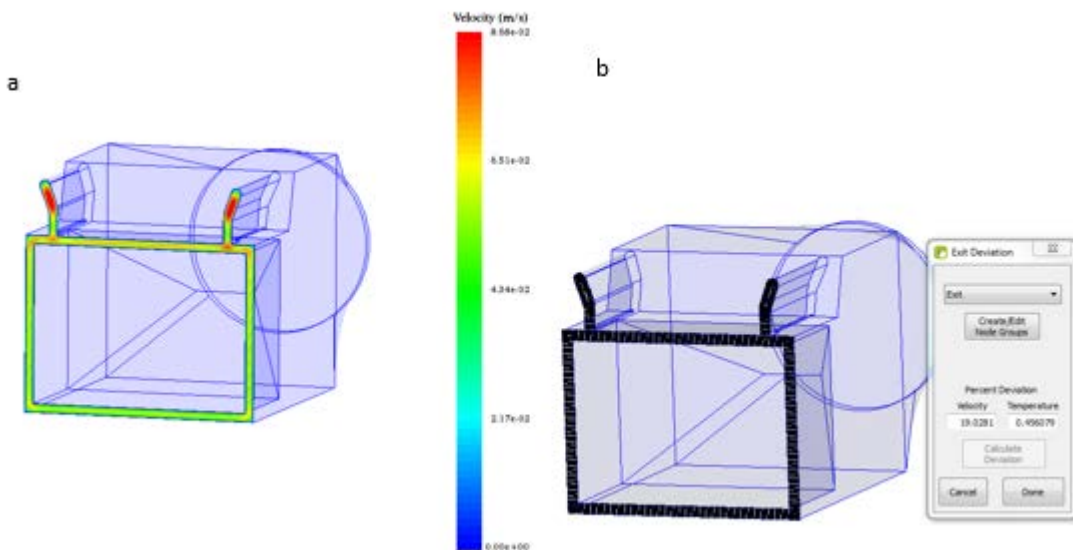 a
Velocity (m/s)
8.68e-02
6.51e-02
4.34e-02
2.17e-02
0.00e+00
b
Exit Deviation
Exit
Create/Edit
Node Groups
Percent Deviation
Velocity Temperature
19.0281 0.456079
Calculate
Deviation
Cancel Done